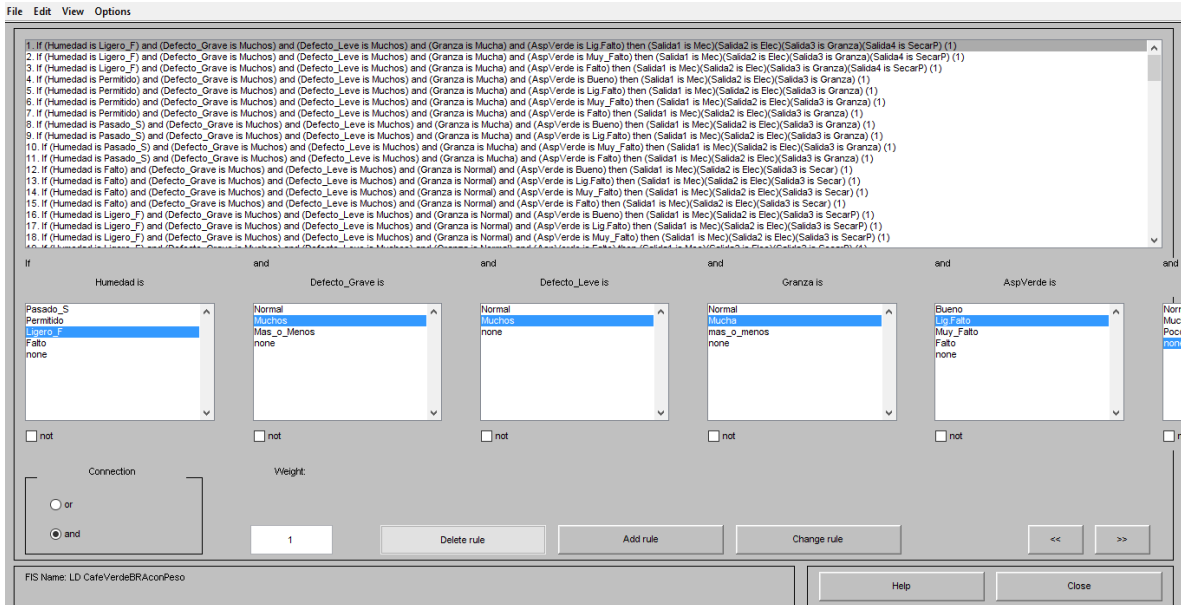 File Edit View Options
1. If (Humedad is Ligero_F) and (Defecto_Grave is Muchos) and (Defecto_Leve is Muchos) and (Granza is Mucha) and (AspVerde is Lig.Falto) then (Salida1 is Mec)(Salida2 is Elec)(Salida3 is Granza)(Salida4 is SecarP) (1)
2. If (Humedad is Ligero_F) and (Defecto_Grave is Muchos) and (Defecto_Leve is Muchos) and (Granza is Mucha) and (AspVerde is Muy_Falto) then (Salida1 is Mec)(Salida2 is Elec)(Salida3 is Granza)(Salida4 is SecarP) (1)
3. If (Humedad is Ligero_F) and (Defecto_Grave is Muchos) and (Defecto_Leve is Muchos) and (Granza is Mucha) and (AspVerde is Falto) then (Salida1 is Mec)(Salida2 is Elec)(Salida3 is Granza)(Salida4 is SecarP) (1)
4. If (Humedad is Permitido) and (Defecto_Grave is Muchos) and (Defecto_Leve is Muchos) and (Granza is Mucha) and (AspVerde is Bueno) then (Salida1 is Mec)(Salida2 is Elec)(Salida3 is Granza) (1)
5. If (Humedad is Permitido) and (Defecto_Grave is Muchos) and (Defecto_Leve is Muchos) and (Granza is Mucha) and (AspVerde is Lig.Falto) then (Salida1 is Mec)(Salida2 is Elec)(Salida3 is Granza) (1)
6. If (Humedad is Permitido) and (Defecto_Grave is Muchos) and (Defecto_Leve is Muchos) and (Granza is Mucha) and (AspVerde is Muy_Falto) then (Salida1 is Mec)(Salida2 is Elec)(Salida3 is Granza) (1)
7. If (Humedad is Permitido) and (Defecto_Grave is Muchos) and (Defecto_Leve is Muchos) and (Granza is Mucha) and (AspVerde is Falto) then (Salida1 is Mec)(Salida2 is Elec)(Salida3 is Granza) (1)
8. If (Humedad is Pasado_S) and (Defecto_Grave is Muchos) and (Defecto_Leve is Muchos) and (Granza is Mucha) and (AspVerde is Bueno) then (Salida1 is Mec)(Salida2 is Elec)(Salida3 is Granza) (1)
9. If (Humedad is Pasado_S) and (Defecto_Grave is Muchos) and (Defecto_Leve is Muchos) and (Granza is Mucha) and (AspVerde is Lig.Falto) then (Salida1 is Mec)(Salida2 is Elec)(Salida3 is Granza) (1)
10. If (Humedad is Pasado_S) and (Defecto_Grave is Muchos) and (Defecto_Leve is Muchos) and (Granza is Mucha) and (AspVerde is Muy_Falto) then (Salida1 is Mec)(Salida2 is Elec)(Salida3 is Granza) (1)
11. If (Humedad is Pasado_S) and (Defecto_Grave is Muchos) and (Defecto_Leve is Muchos) and (Granza is Mucha) and (AspVerde is Falto) then (Salida1 is Mec)(Salida2 is Elec)(Salida3 is Granza) (1)
12. If (Humedad is Falto) and (Defecto_Grave is Muchos) and (Defecto_Leve is Muchos) and (Granza is Normal) and (AspVerde is Bueno) then (Salida1 is Mec)(Salida2 is Elec)(Salida3 is Secar) (1)
13. If (Humedad is Falto) and (Defecto_Grave is Muchos) and (Defecto_Leve is Muchos) and (Granza is Normal) and (AspVerde is Lig.Falto) then (Salida1 is Mec)(Salida2 is Elec)(Salida3 is Secar) (1)
14. If (Humedad is Falto) and (Defecto_Grave is Muchos) and (Defecto_Leve is Muchos) and (Granza is Normal) and (AspVerde is Muy_Falto) then (Salida1 is Mec)(Salida2 is Elec)(Salida3 is Secar) (1)
15. If (Humedad is Falto) and (Defecto_Grave is Muchos) and (Defecto_Leve is Muchos) and (Granza is Normal) and (AspVerde is Falto) then (Salida1 is Mec)(Salida2 is Elec)(Salida3 is Secar) (1)
16. If (Humedad is Ligero_F) and (Defecto_Grave is Muchos) and (Defecto_Leve is Muchos) and (Granza is Normal) and (AspVerde is Bueno) then (Salida1 is Mec)(Salida2 is Elec)(Salida3 is SecarP) (1)
17. If (Humedad is Ligero_F) and (Defecto_Grave is Muchos) and (Defecto_Leve is Muchos) and (Granza is Normal) and (AspVerde is Lig.Falto) then (Salida1 is Mec)(Salida2 is Elec)(Salida3 is SecarP) (1)
18. If (Humedad is Ligero_F) and (Defecto_Grave is Muchos) and (Defecto_Leve is Muchos) and (Granza is Normal) and (AspVerde is Muy_Falto) then (Salida1 is Mec)(Salida2 is Elec)(Salida3 is SecarP) (1)
If and and and and and
Humedad is Defecto_Grave is Defecto_Leve is Granza is AspVerde is
Pasado_S Normal Normal Normal Bueno
Permitido Muchos Muchos Mucha Lig.Falto
Ligero_F Mas_o_Menos none mas_o_menos Muy_Falto
Falto none none Falto none
none none
not not not not not
Connection Weight:
or
and 1 Delete rule Add rule Change rule << >>
FIS Name: LD CafeVerdeBRAconPeso Help Close